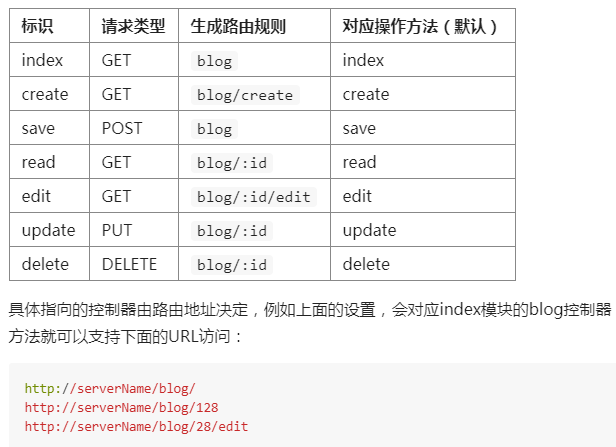 标识 请求类型 生成路由规则 对应操作方法（默认）
index GET blog index
create GET blog/create create
save POST blog save
read GET blog/:id read
edit GET blog/:id/edit edit
update PUT blog/:id update
delete DELETE blog/:id delete
具体指向的控制器由路由地址决定，例如上面的设置，会对应index模块的blog控制器
方法就可以支持下面的URL访问：
http://serverName/blog/
http://serverName/blog/128
http://serverName/blog/28/edit